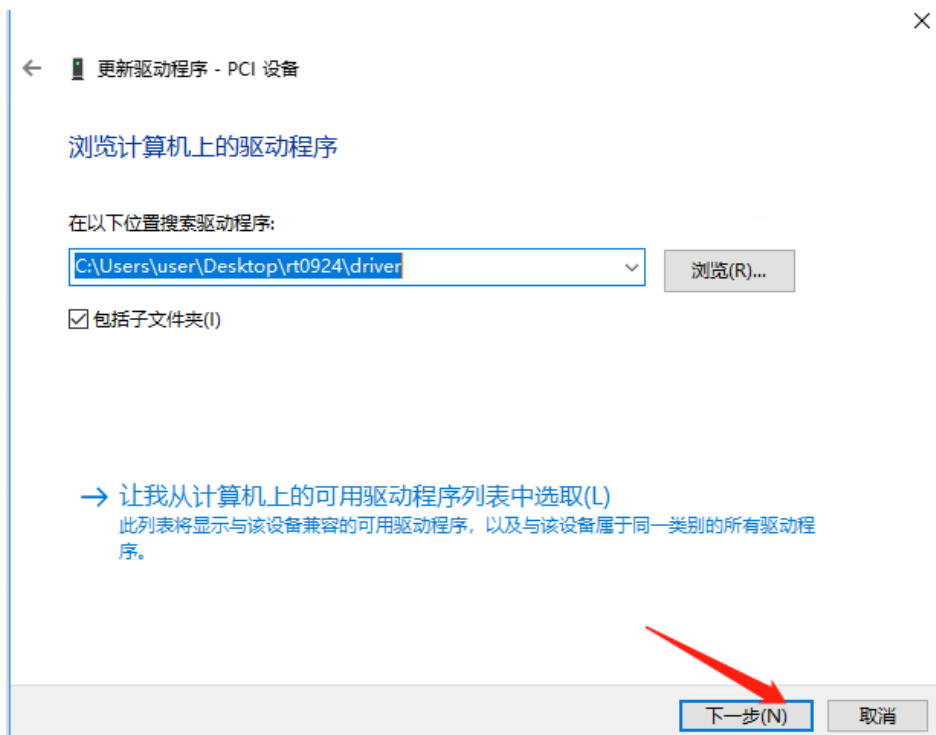 更新驱动程序 - PCI 设备
浏览计算机上的驱动程序
在以下位置搜索驱动程序:
C:\Users\user\Desktop\rt0924\driver
浏览(R)...
包括子文件夹(I)
让我从计算机上的可用驱动程序列表中选取(L)
此列表将显示与该设备兼容的可用驱动程序，以及与该设备属于同一类别的所有驱动程
序。
下一步(N)
取消